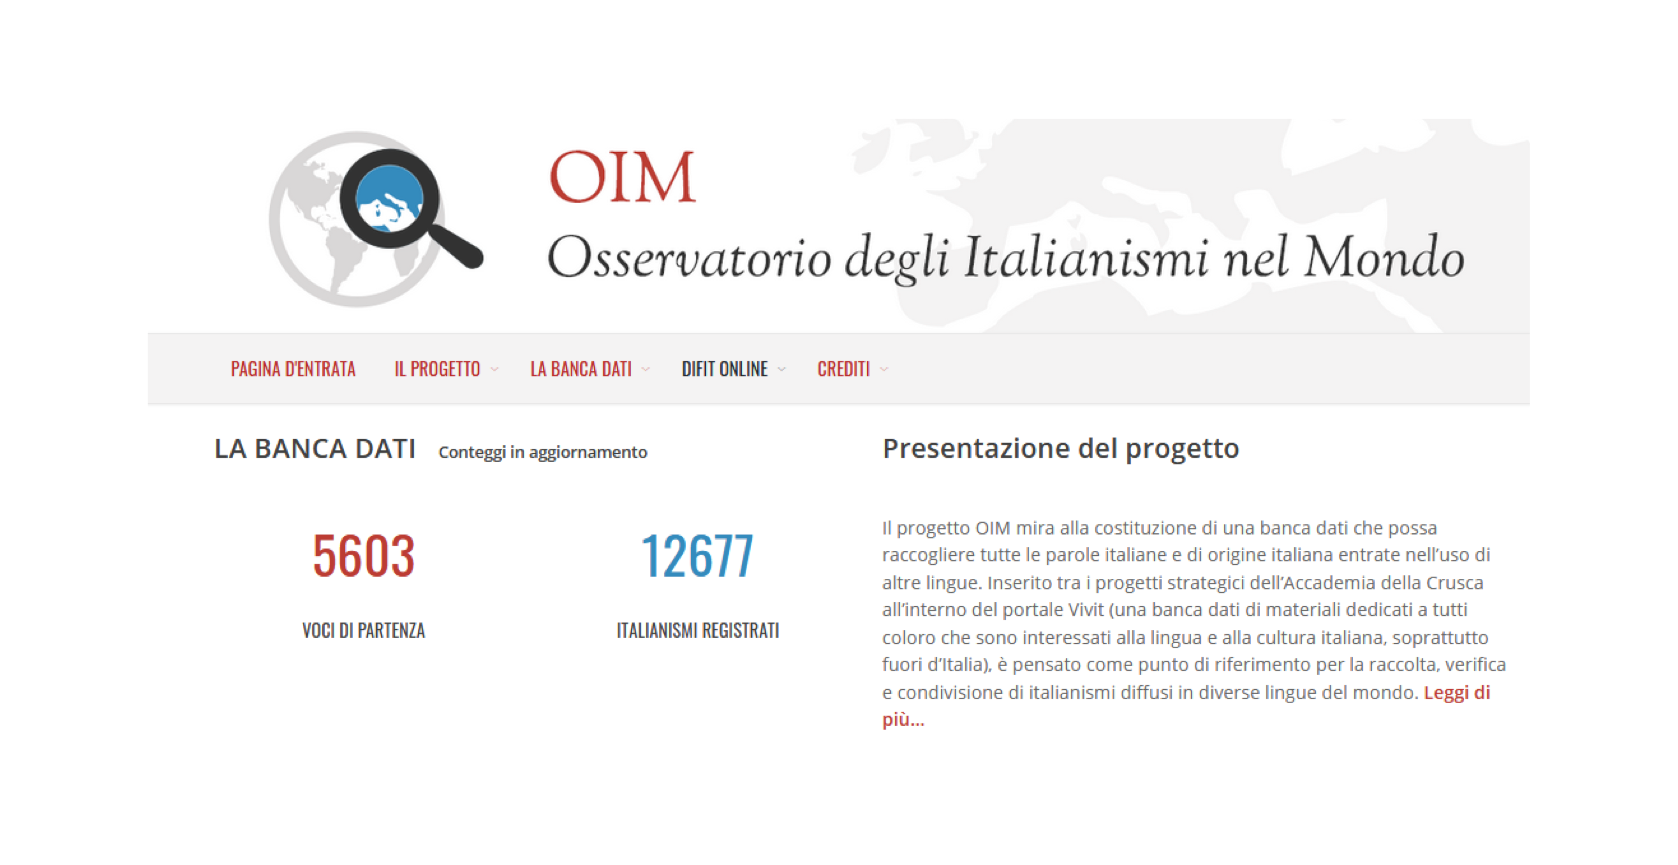 OIM
Osservatorio degli Italianismi nel Mondo
PAGINA D'ENTRATA IL PROGETTO LA BANCA DATI DIFIT ONLINE CREDITI
LA BANCA DATI Conteggi in aggiornamento
5603
VOCI DI PARTENZA
12677
ITALIANISMI REGISTRATI
Presentazione del progetto
Il progetto OIM mira alla costituzione di una banca dati che possa
raccogliere tutte le parole italiane e di origine italiana entrate nell’uso di
altre lingue. Inserito tra i progetti strategici dell’Accademia della Crusca
all’interno del portale Vivit (una banca dati di materiali dedicati a tutti
coloro che sono interessati alla lingua e alla cultura italiana, soprattutto
fuori d’Italia), è pensato come punto di riferimento per la raccolta, verifica
e condivisione di italianismi diffusi in diverse lingue del mondo. Leggi di
più...